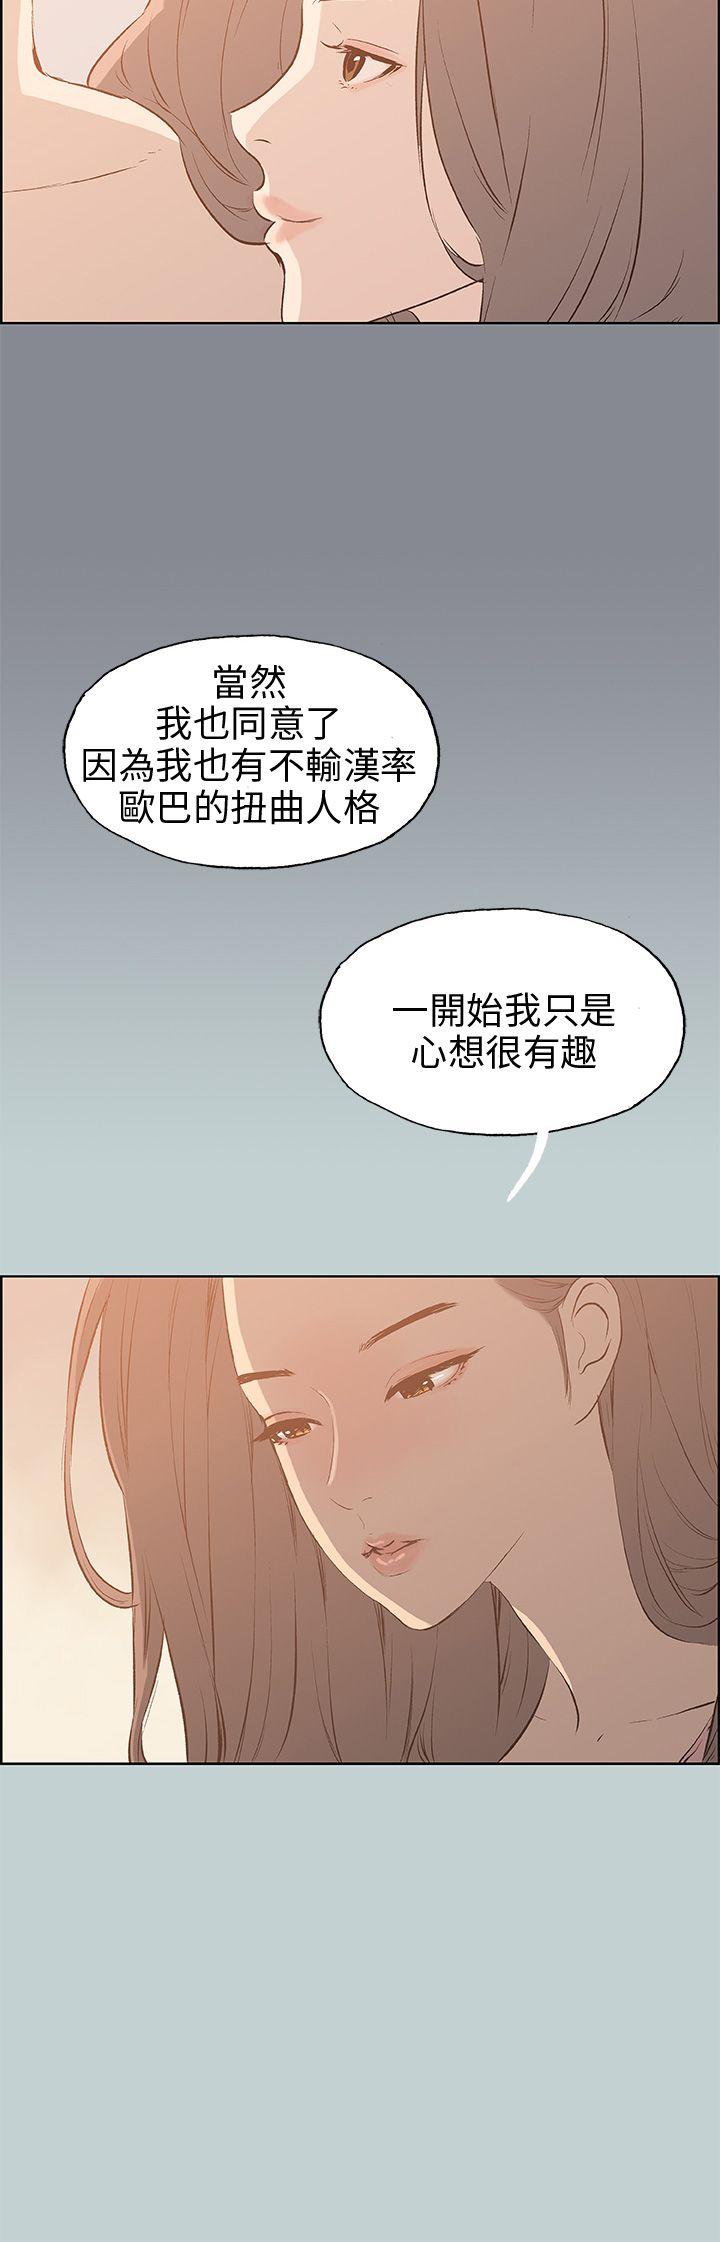 當然
我也同意了
因為我也有不輸漢率
歐巴的扭曲人格
一開始我只是
心想很有趣